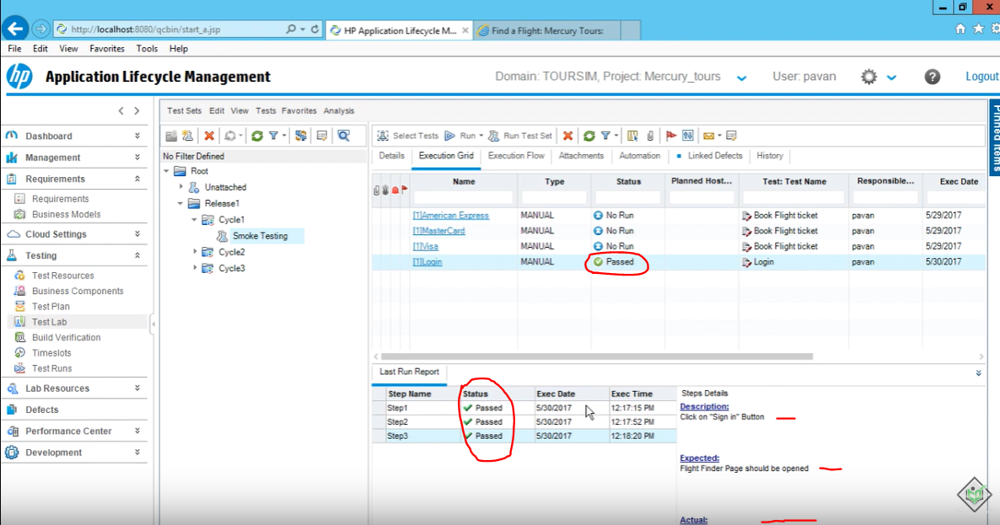 http://localhost:8080/qcbin/start_a.jsp
HP Application Lifecycle M...
Find a Flight: Mercury Tours:
File Edit View Favorites Tools Help
hp Application Lifecycle Management
Domain: TOURSIM, Project: Mercury_tours
User: pavan
Logout
Pinned Items
Dashboard
Management
Requirements
Requirements
Business Models
Cloud Settings
Testing
Test Resources
Business Components
Test Plan
Test Lab
Build Verification
Timeslots
Test Runs
Lab Resources
Defects
Performance Center
Development
Test Sets Edit View Tests Favorites Analysis
No Filter Defined
Root
Unattached
Release1
Cycle1
Smoke Testing
Cycle2
Cycle3
Select Tests Run Run Test Set
Details Execution Grid Execution Flow Attachments Automation Linked Defects History
Name Type Status Planned Host... Test: Test Name Responsible... Exec Date
[1]American Express MANUAL No Run Book Flight ticket pavan 5/29/2017
[1]MasterCard MANUAL No Run Book Flight ticket pavan 5/29/2017
[1]Visa MANUAL No Run Book Flight ticket pavan 5/29/2017
[1]Login MANUAL Passed Login pavan 5/30/2017
Last Run Report
Step Name Status Exec Date Exec Time
Step1 Passed 5/30/2017 12:17:15 PM
Step2 Passed 5/30/2017 12:17:52 PM
Step3 Passed 5/30/2017 12:18:20 PM
Steps Details
Description:
Click on "Sign in" Button
Expected:
Flight Finder Page should be opened
Actual: